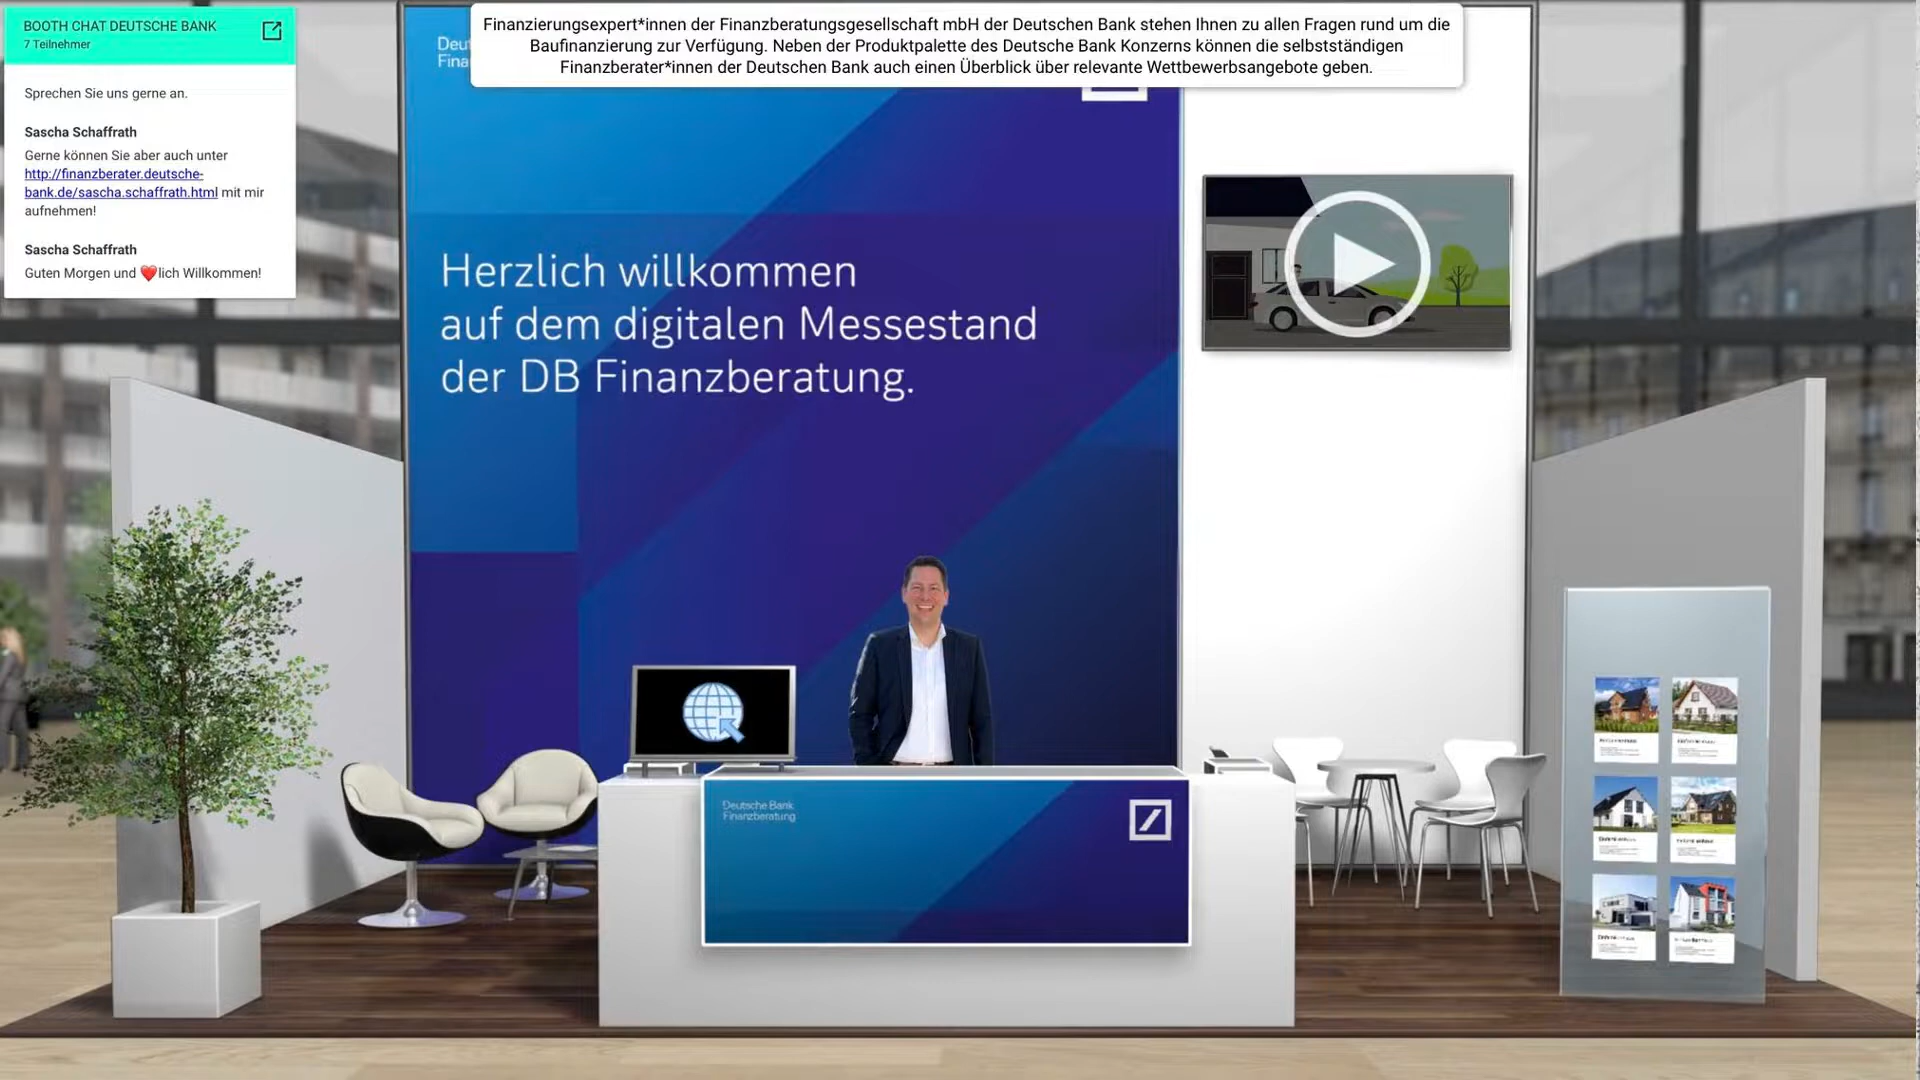 BOOTH CHAT DEUTSCHE BANK
7 Teilnehmer
Sprechen Sie uns gerne an.
Sascha Schaffrath
Gerne können Sie aber auch unter
http://finanzberater.deutsche-
bank.de/sascha.schaffrath.html mit mir
aufnehmen!
Sascha Schaffrath
Guten Morgen und ❤️lich Willkommen!
Finanzierungsexpert*innen der Finanzberatungsgesellschaft mbH der Deutschen Bank stehen Ihnen zu allen Fragen rund um die
Baufinanzierung zur Verfügung. Neben der Produktpalette des Deutsche Bank Konzerns können die selbstständigen
Finanzberater*innen der Deutschen Bank auch einen Überblick über relevante Wettbewerbsangebote geben.
Herzlich willkommen
auf dem digitalen Messestand
der DB Finanzberatung.
Deutsche Bank
Finanzberatung